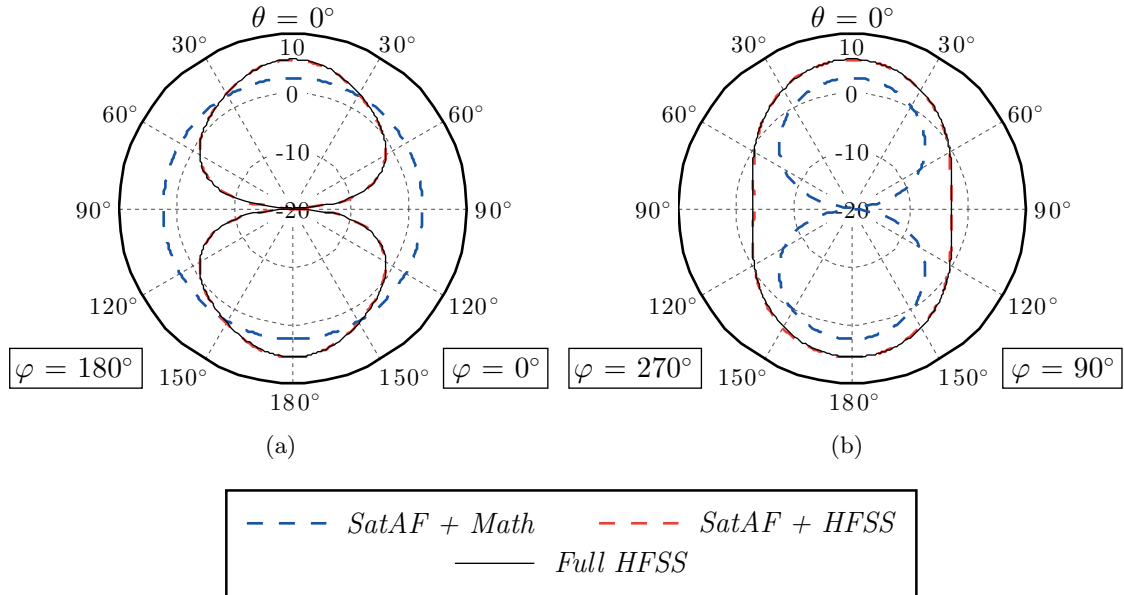 θ = 0°
30° 10 30°
60° 0 60°
-10
90° -20 90°
120° 120°
150° 150°
180°
φ = 180° φ = 0°
(a)
θ = 0°
30° 10 30°
60° 0 60°
-10
90° -20 90°
120° 120°
150° 150°
180°
φ = 270° φ = 90°
(b)
SatAF + Math SatAF + HFSS
Full HFSS